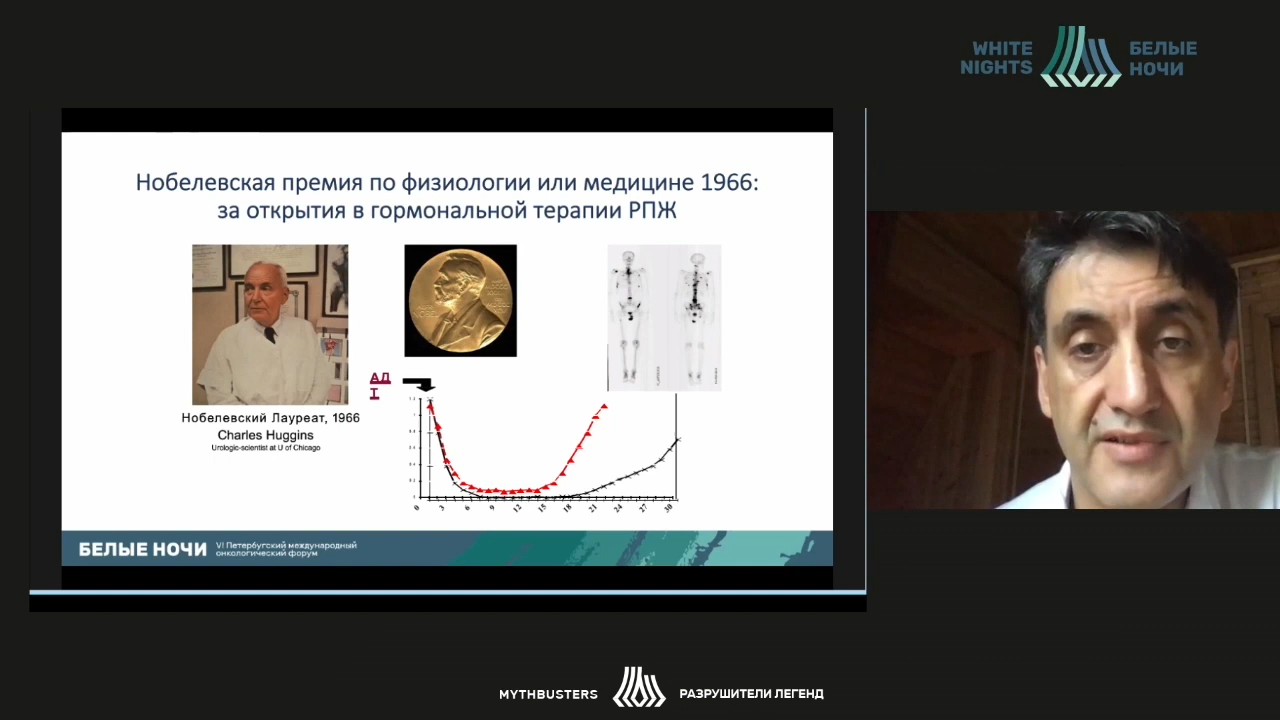 WHITE
NIGHTS
БЕЛЫЕ
НОЧИ
Нобелевская премия по физиологии или медицине 1966:
за открытия в гормональной терапии РПЖ
АД
Т
Нобелевский Лауреат, 1966
Charles Huggins
Urologic-scientist at U of Chicago
0 3 6 9 12 15 18 21 24 27 30
БЕЛЫЕ НОЧИ
VI Петербугский международный
онкологический форум
MYTHBUSTERS
РАЗРУШИТЕЛИ ЛЕГЕНД